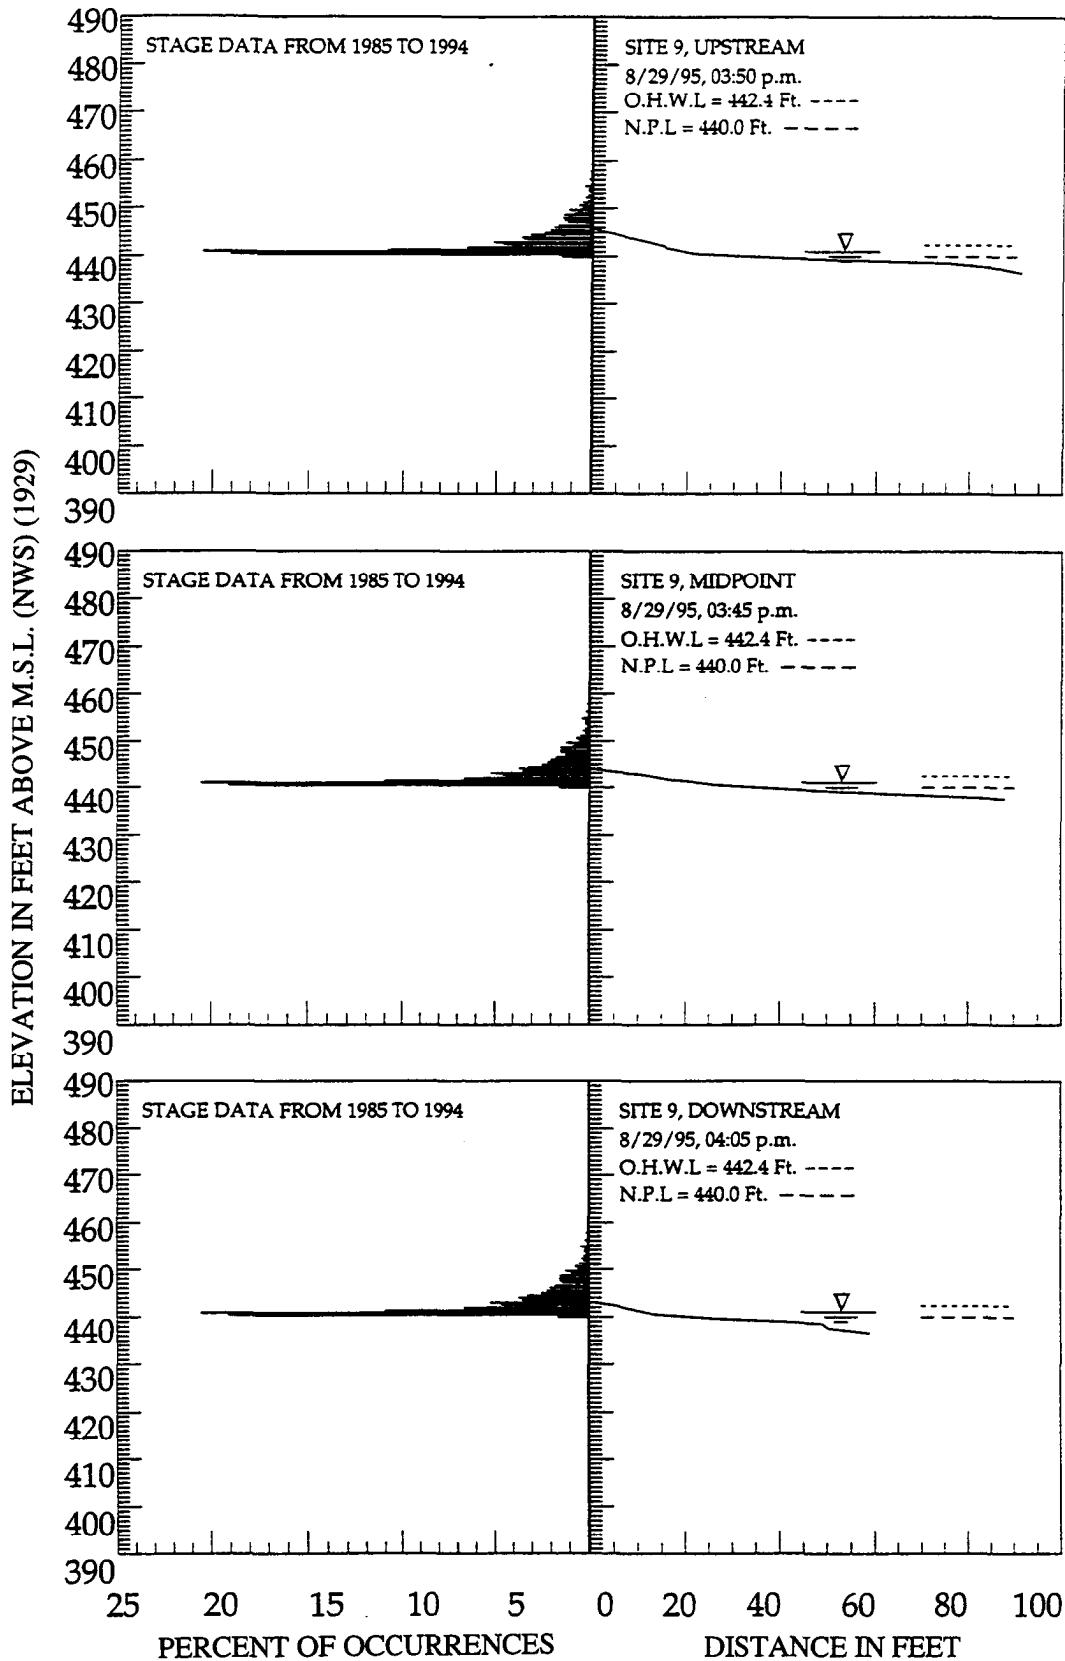 ELEVATION IN FEET ABOVE M.S.L. (NWS) (1929)
490
480
470
460
450
440
430
420
410
400
390
STAGE DATA FROM 1985 TO 1994
SITE 9, UPSTREAM
8/29/95, 03:50 p.m.
O.H.W.L = 442.4 Ft. ----
N.P.L = 440.0 Ft. – – – –
490
480
470
460
450
440
430
420
410
400
390
STAGE DATA FROM 1985 TO 1994
SITE 9, MIDPOINT
8/29/95, 03:45 p.m.
O.H.W.L = 442.4 Ft. ----
N.P.L = 440.0 Ft. – – – –
490
480
470
460
450
440
430
420
410
400
390
STAGE DATA FROM 1985 TO 1994
SITE 9, DOWNSTREAM
8/29/95, 04:05 p.m.
O.H.W.L = 442.4 Ft. ----
N.P.L = 440.0 Ft. – – – –
25 20 15 10 5 0 20 40 60 80 100
PERCENT OF OCCURRENCES
DISTANCE IN FEET